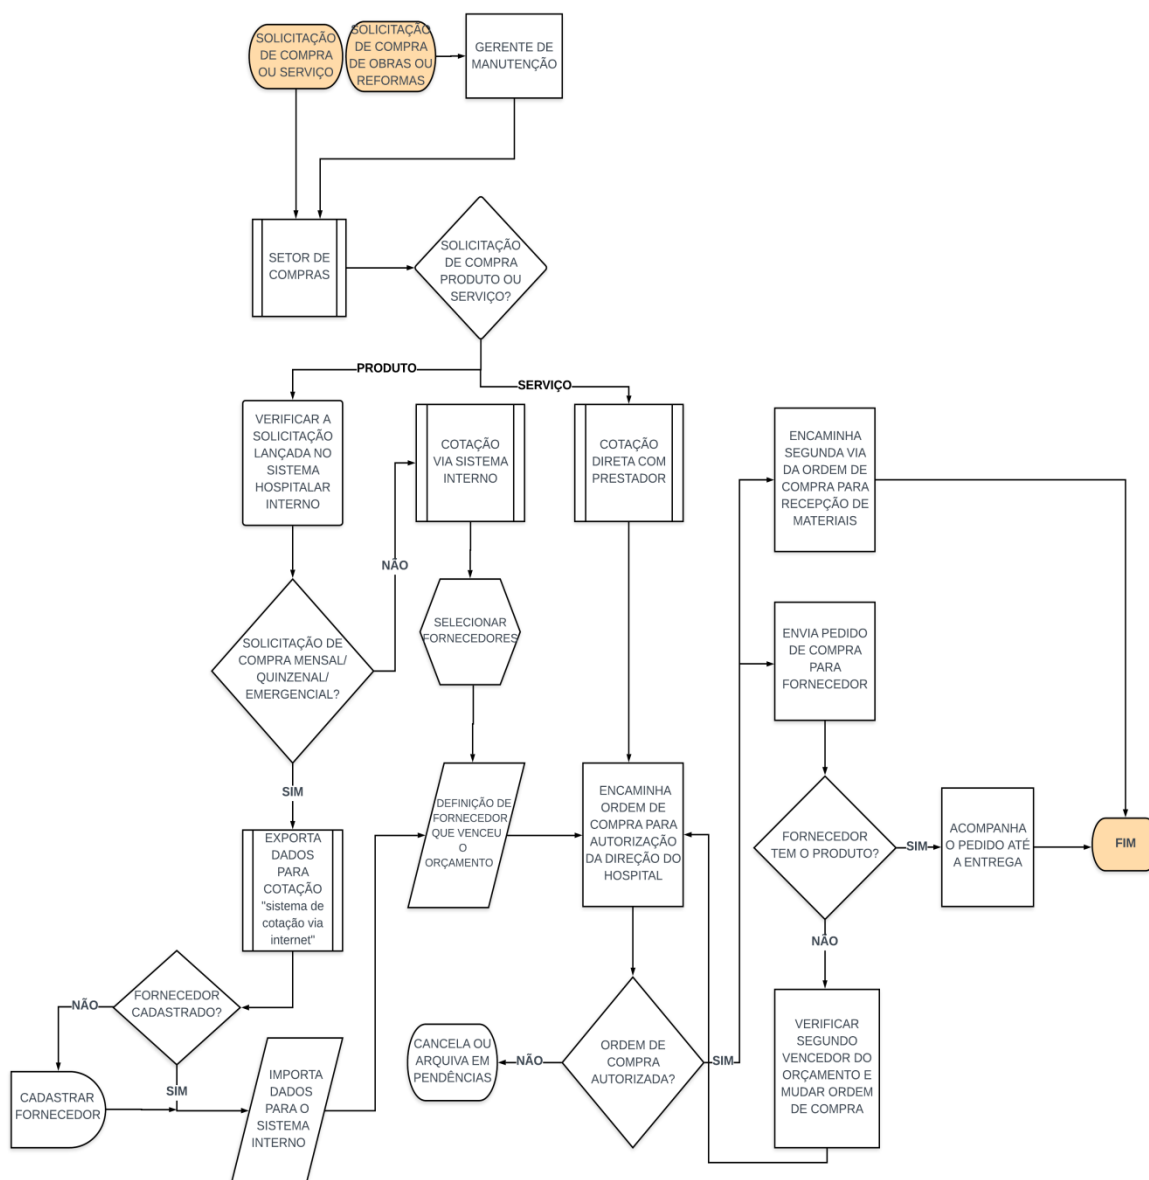 SOLICITAÇÃO
DE COMPRA
OU SERVIÇO
SOLICITAÇÃO
DE COMPRA
DE OBRAS OU
REFORMAS
GERENTE DE
MANUTENÇÃO
SETOR DE
COMPRAS
SOLICITAÇÃO
DE COMPRA
PRODUTO OU
SERVIÇO?
PRODUTO
SERVIÇO
VERIFICAR A
SOLICITAÇÃO
LANÇADA NO
SISTEMA
HOSPITALAR
INTERNO
COTAÇÃO
VIA SISTEMA
INTERNO
COTAÇÃO
DIRETA COM
PRESTADOR
ENCAMINHA
SEGUNDA VIA
DA ORDEM DE
COMPRA PARA
RECEPÇÃO DE
MATERIAIS
NÃO
SOLICITAÇÃO DE
COMPRA MENSAL/
QUINZENAL/
EMERGENCIAL?
SELECIONAR
FORNECEDORES
ENVIA PEDIDO
DE COMPRA
PARA
FORNECEDOR
SIM
EXPORTA
DADOS
PARA
COTAÇÃO
"sistema de
cotação via
internet"
DEFINIÇÃO DE
FORNECEDOR
QUE VENCEU
O
ORÇAMENTO
ENCAMINHA
ORDEM DE
COMPRA PARA
AUTORIZAÇÃO
DA DIREÇÃO DO
HOSPITAL
FORNECEDOR
TEM O PRODUTO?
SIM
ACOMPANHA
O PEDIDO ATÉ
A ENTREGA
FIM
NÃO
FORNECEDOR
CADASTRADO?
NÃO
SIM
CADASTRAR
FORNECEDOR
IMPORTA
DADOS
PARA O
SISTEMA
INTERNO
CANCELA OU
ARQUIVA EM
PENDÊNCIAS
NÃO
ORDEM DE
COMPRA
AUTORIZADA?
SIM
VERIFICAR
SEGUNDO
VENCEDOR DO
ORÇAMENTO E
MUDAR ORDEM
DE COMPRA